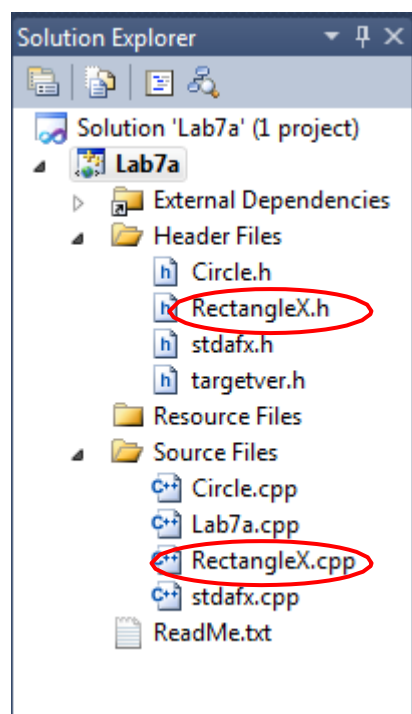 Solution Explorer
Solution 'Lab7a' (1 project)
Lab7a
External Dependencies
Header Files
Circle.h
RectangleX.h
stdafx.h
targetver.h
Resource Files
Source Files
Circle.cpp
Lab7a.cpp
RectangleX.cpp
stdafx.cpp
ReadMe.txt